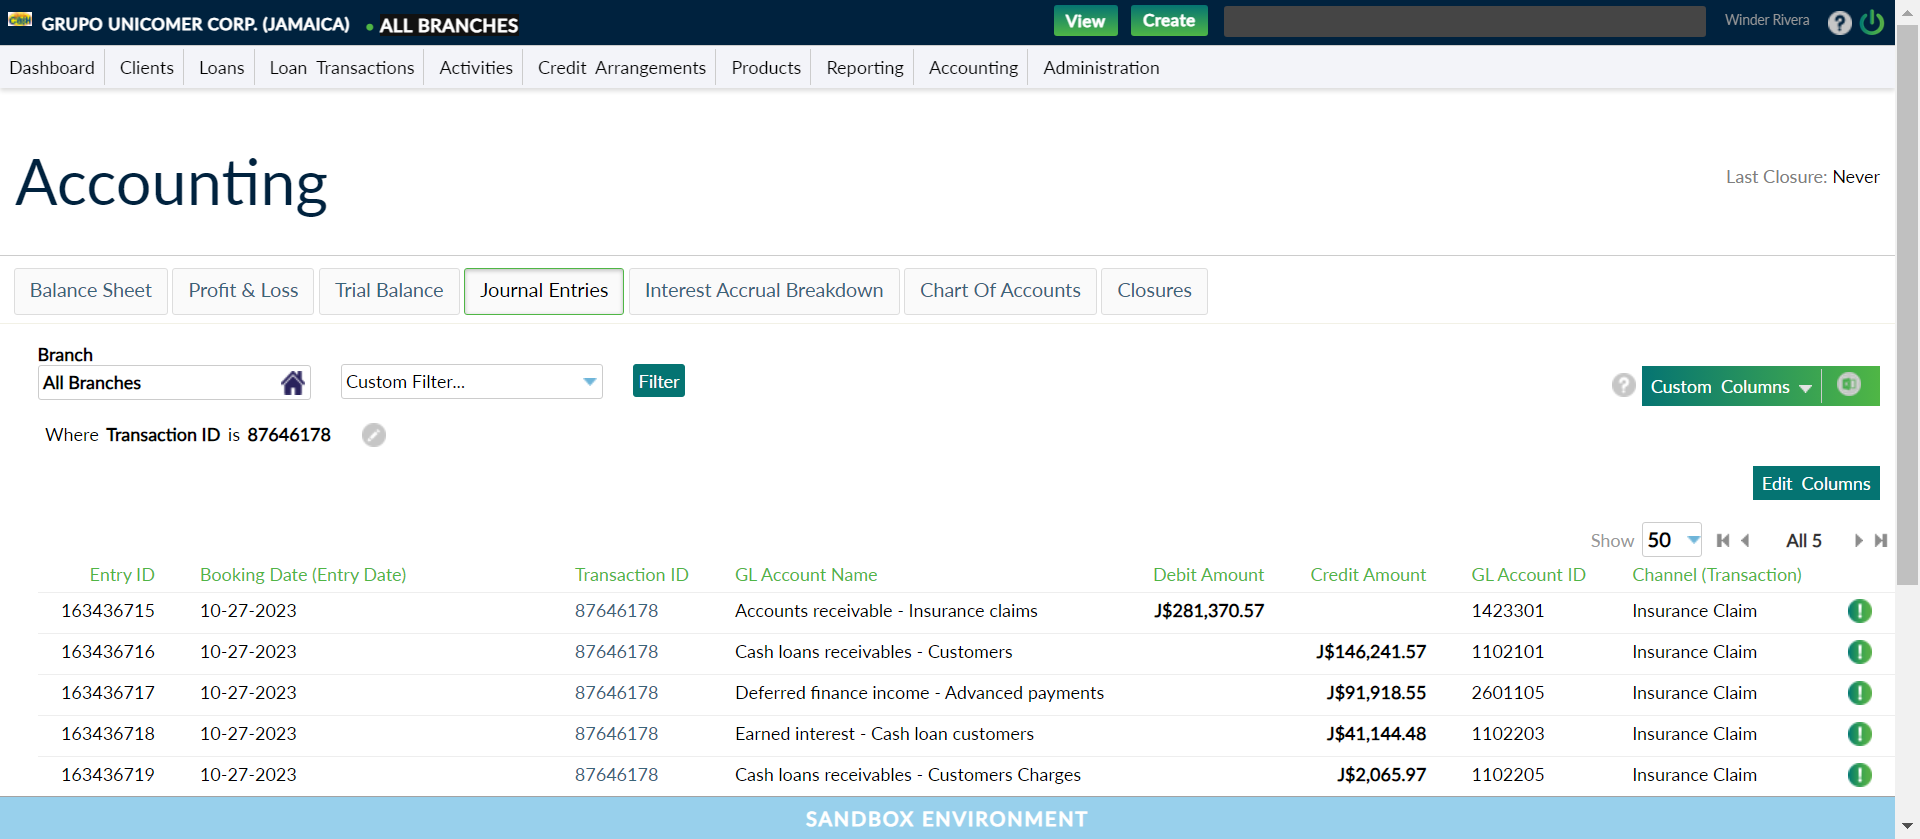 GRUPO UNICOMER CORP. (JAMAICA) • ALL BRANCHES View Create Winder Rivera
Dashboard Clients Loans Loan Transactions Activities Credit Arrangements Products Reporting Accounting Administration
Accounting
Last Closure: Never
Balance Sheet Profit & Loss Trial Balance Journal Entries Interest Accrual Breakdown Chart Of Accounts Closures
Branch
All Branches Custom Filter... Filter Custom Columns
Where Transaction ID is 87646178
Edit Columns
Show 50 All 5
Entry ID Booking Date (Entry Date) Transaction ID GL Account Name Debit Amount Credit Amount GL Account ID Channel (Transaction)
163436715 10-27-2023 87646178 Accounts receivable - Insurance claims J$281,370.57 1423301 Insurance Claim
163436716 10-27-2023 87646178 Cash loans receivables - Customers J$146,241.57 1102101 Insurance Claim
163436717 10-27-2023 87646178 Deferred finance income - Advanced payments J$91,918.55 2601105 Insurance Claim
163436718 10-27-2023 87646178 Earned interest - Cash loan customers J$41,144.48 1102203 Insurance Claim
163436719 10-27-2023 87646178 Cash loans receivables - Customers Charges J$2,065.97 1102205 Insurance Claim
SANDBOX ENVIRONMENT